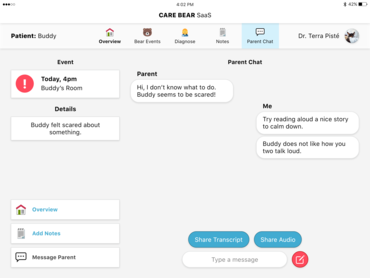 4:02 PM
42%
CARE BEAR SaaS
Patient: Buddy
Overview
Bear Events
Diagnose
Notes
Parent Chat
Dr. Terra Pisté
Event
Today, 4pm
Buddy's Room
Details
Buddy felt scared about
something.
Overview
Add Notes
Message Parent
Parent Chat
Parent
Hi, I don't know what to do.
Buddy seems to be scared!
Me
Try reading aloud a nice story
to calm down.
Buddy does not like how you
two talk loud.
Share Transcript
Share Audio
Type a message